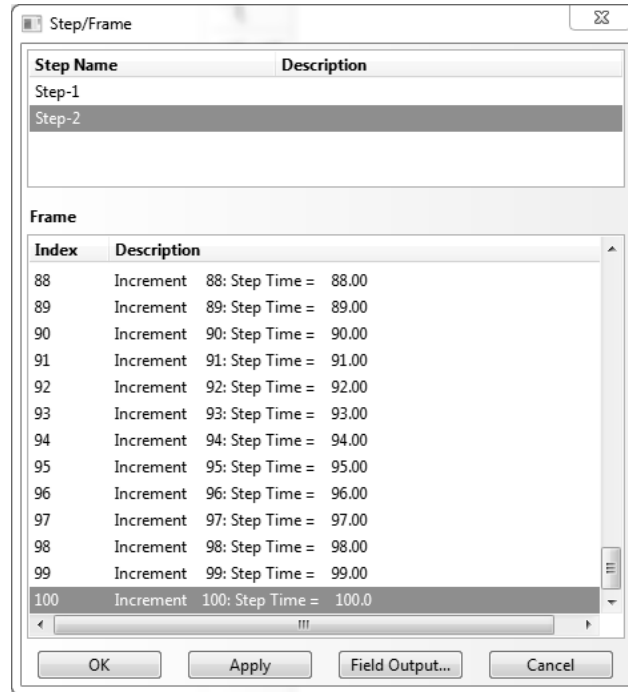 Step/Frame
Step Name Description
Step-1
Step-2
Frame
Index Description
88 Increment 88: Step Time = 88.00
89 Increment 89: Step Time = 89.00
90 Increment 90: Step Time = 90.00
91 Increment 91: Step Time = 91.00
92 Increment 92: Step Time = 92.00
93 Increment 93: Step Time = 93.00
94 Increment 94: Step Time = 94.00
95 Increment 95: Step Time = 95.00
96 Increment 96: Step Time = 96.00
97 Increment 97: Step Time = 97.00
98 Increment 98: Step Time = 98.00
99 Increment 99: Step Time = 99.00
100 Increment 100: Step Time = 100.0
OK Apply Field Output... Cancel